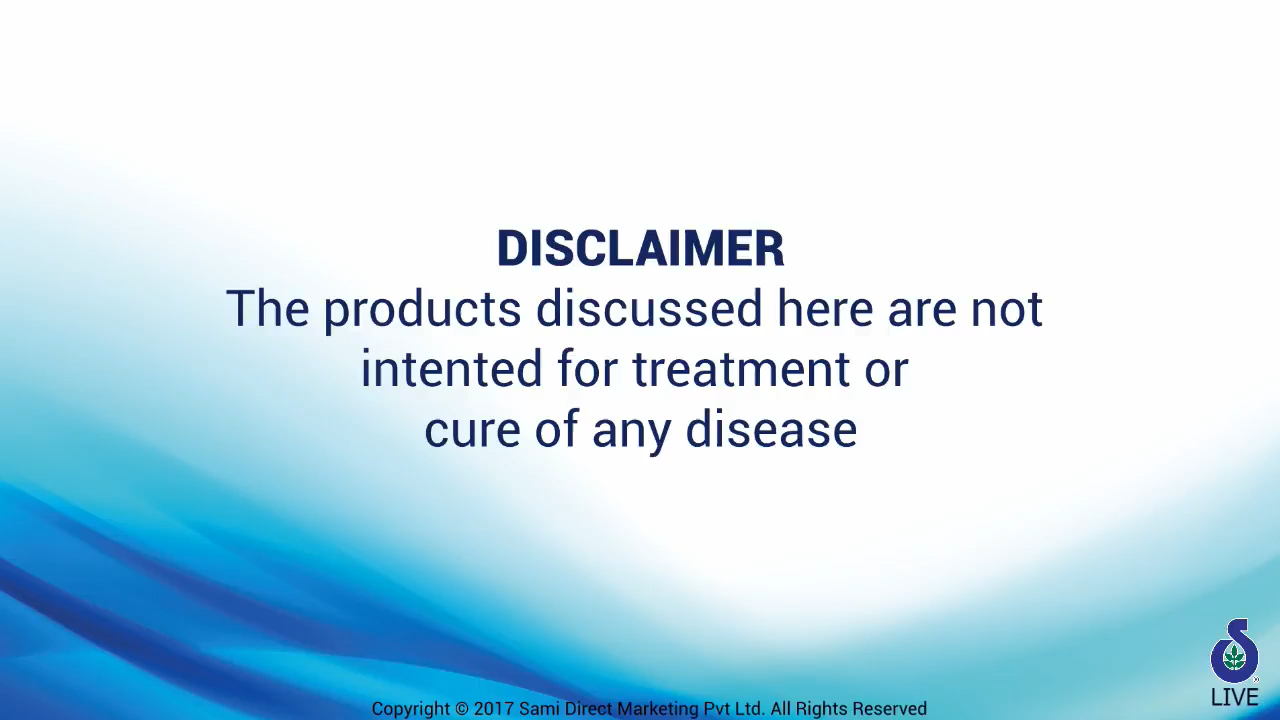 DISCLAIMER
The products discussed here are not
intented for treatment or
cure of any disease
LIVE
Copyright © 2017 Sami Direct Marketing Pvt Ltd. All Rights Reserved